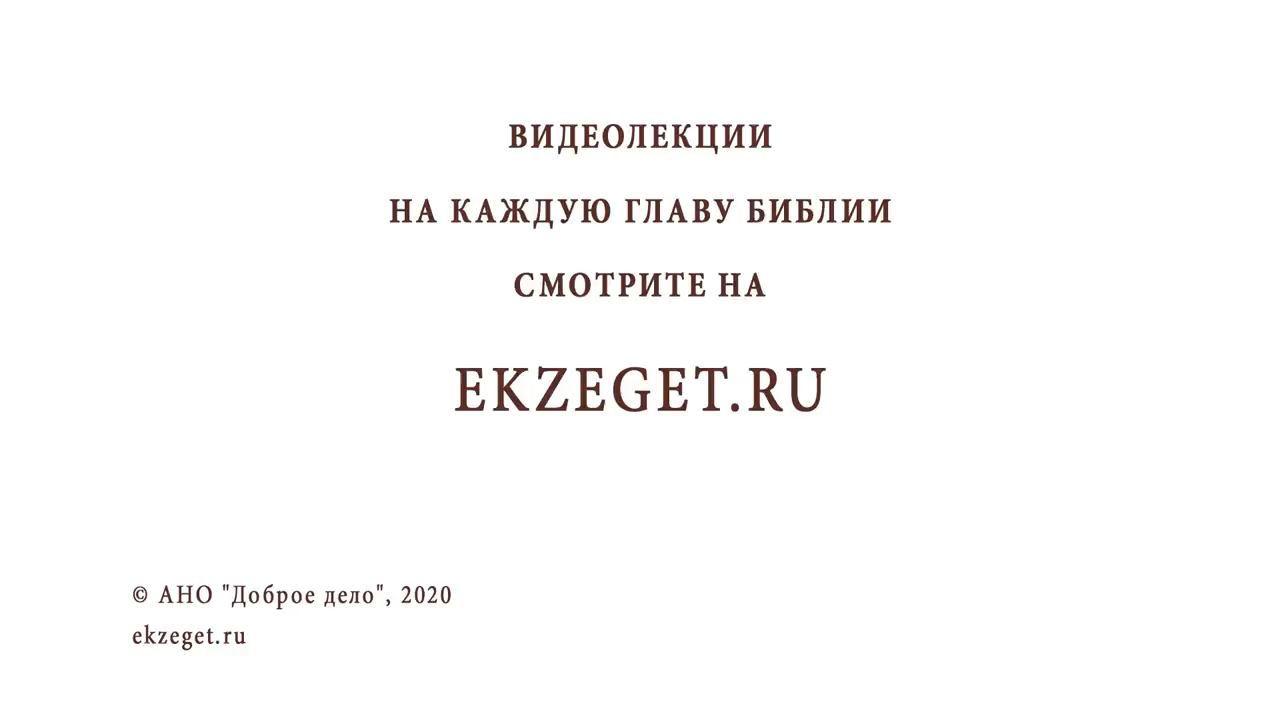 ВИДЕОЛЕКЦИИ
НА КАЖДУЮ ГЛАВУ БИБЛИИ
СМОТРИТЕ НА
EKZEGET.RU
© АНО "Доброе дело", 2020
ekzeget.ru